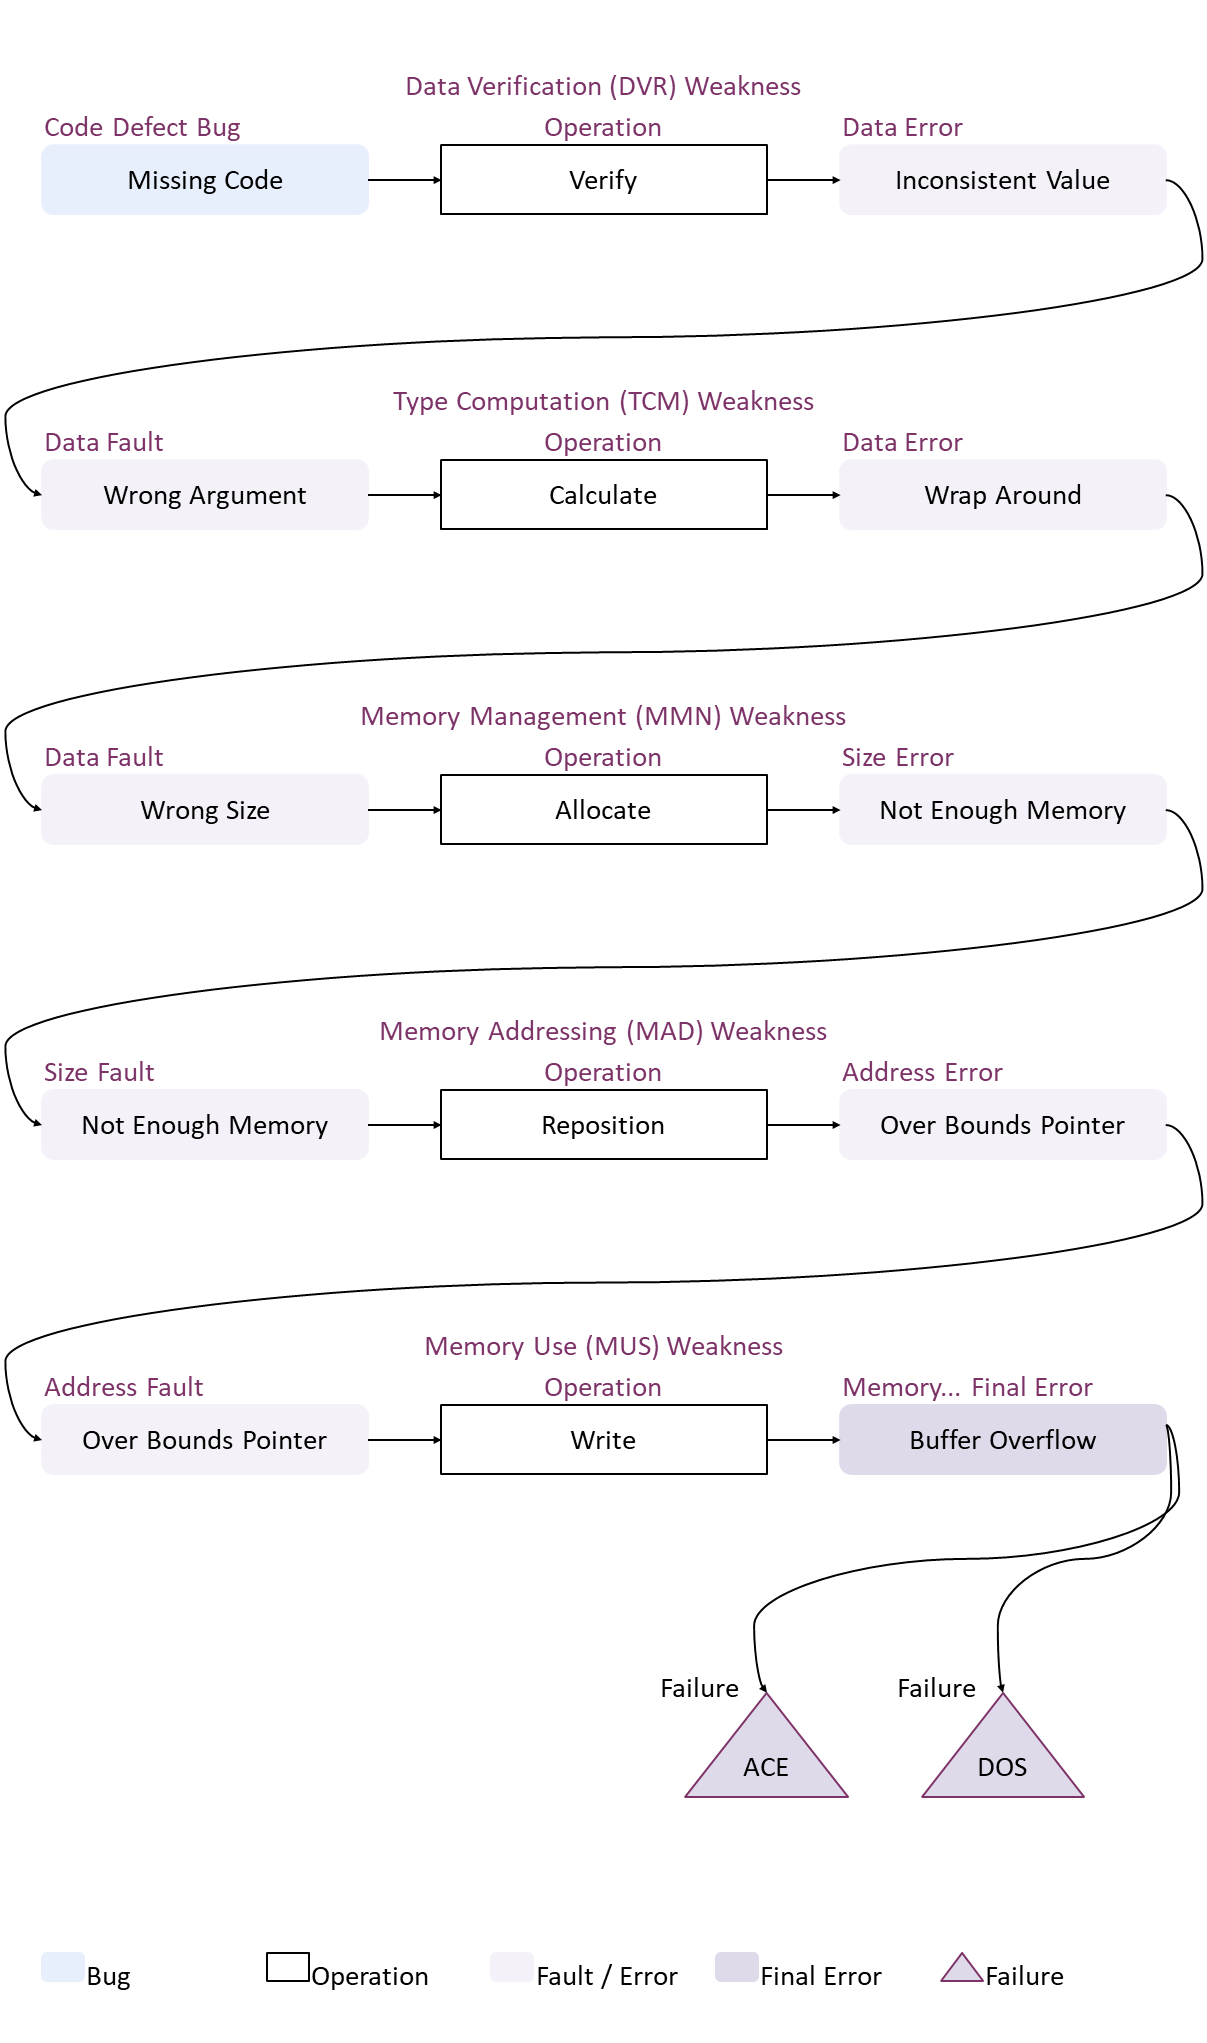 Data Verification (DVR) Weakness
Code Defect Bug
Operation
Data Error
Missing Code
Verify
Inconsistent Value
Type Computation (TCM) Weakness
Data Fault
Operation
Data Error
Wrong Argument
Calculate
Wrap Around
Memory Management (MMN) Weakness
Data Fault
Operation
Size Error
Wrong Size
Allocate
Not Enough Memory
Memory Addressing (MAD) Weakness
Size Fault
Operation
Address Error
Not Enough Memory
Reposition
Over Bounds Pointer
Memory Use (MUS) Weakness
Address Fault
Operation
Memory... Final Error
Over Bounds Pointer
Write
Buffer Overflow
Failure
Failure
ACE
DOS
Bug
Operation
Fault / Error
Final Error
Failure